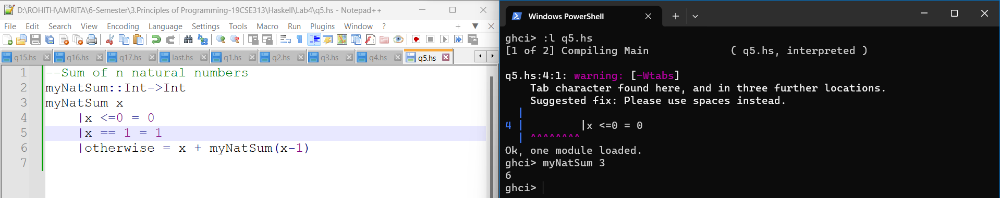 D:\ROHITH\AMRITA\6-Semester\3.Principles of Programming-19CSE313\Haskell\Lab4\q5.hs - Notepad++
File Edit Search View Encoding Language Settings Tools Macro Run Plugins Window ? + ▼ X
q15.hs q16.hs q17.hs last.hs q1.hs q2.hs q3.hs q4.hs q5.hs
1 --Sum of n natural numbers
2 myNatSum::Int->Int
3 myNatSum x
4 |x <=0 = 0
5 |x == 1 = 1
6 |otherwise = x + myNatSum(x-1)
7
Windows PowerShell
ghci> :l q5.hs
[1 of 2] Compiling Main ( q5.hs, interpreted )
q5.hs:4:1: warning: [-Wtabs]
Tab character found here, and in three further locations.
Suggested fix: Please use spaces instead.
|
4 | |x <=0 = 0
| ^^^^^^^^
Ok, one module loaded.
ghci> myNatSum 3
6
ghci>